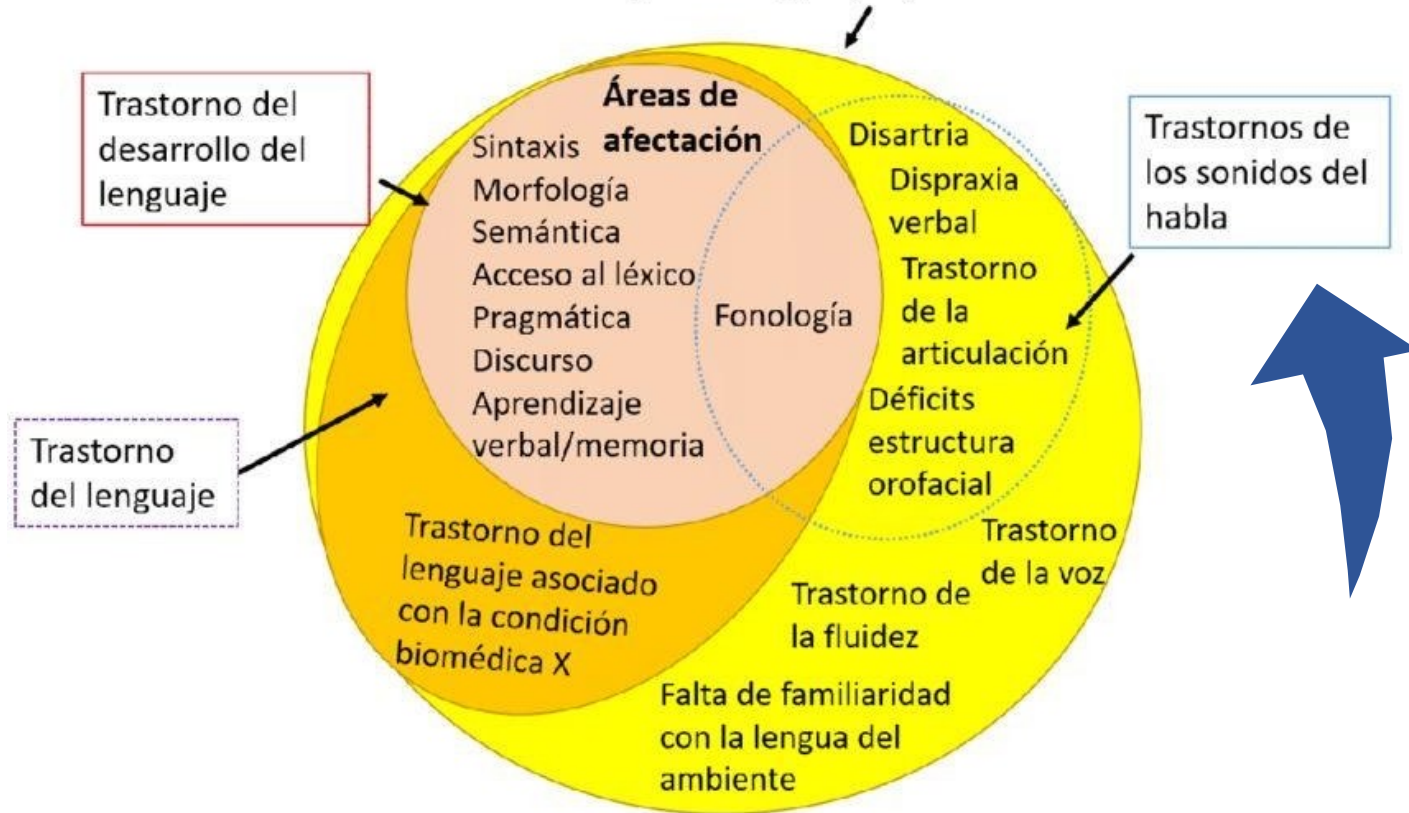 Trastorno del
desarrollo del
lenguaje
Áreas de
afectación
Sintaxis
Morfología
Semántica
Acceso al léxico
Pragmática
Discurso
Aprendizaje
verbal/memoria
Fonología
Disartria
Dispraxia
verbal
Trastorno
de la
articulación
Déficits
estructura
orofacial
Trastornos de
los sonidos del
habla
Trastorno
del lenguaje
Trastorno del
lenguaje asociado
con la condición
biomédica X
Trastorno
de la voz
Trastorno de
la fluidez
Falta de familiaridad
con la lengua del
ambiente